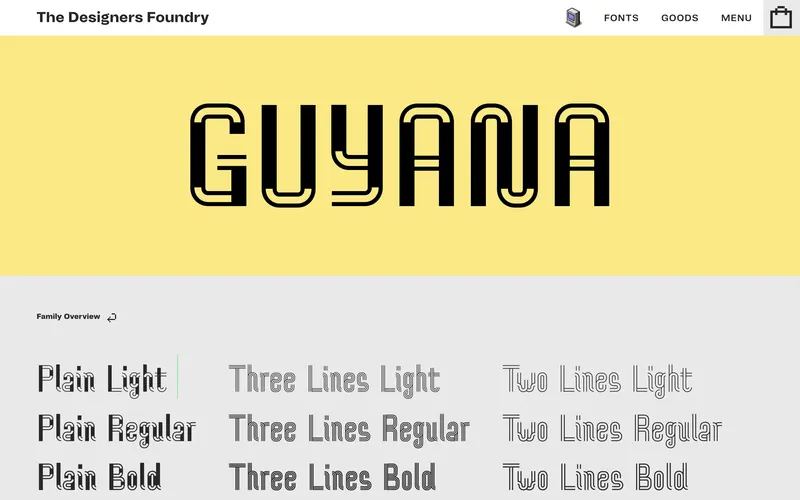 The Designers Foundry
FONTS GOODS MENU
GUYANA
Family Overview
Plain Light Three Lines Light Two Lines Light
Plain Regular Three Lines Regular Two Lines Regular
Plain Bold Three Lines Bold Two Lines Bold